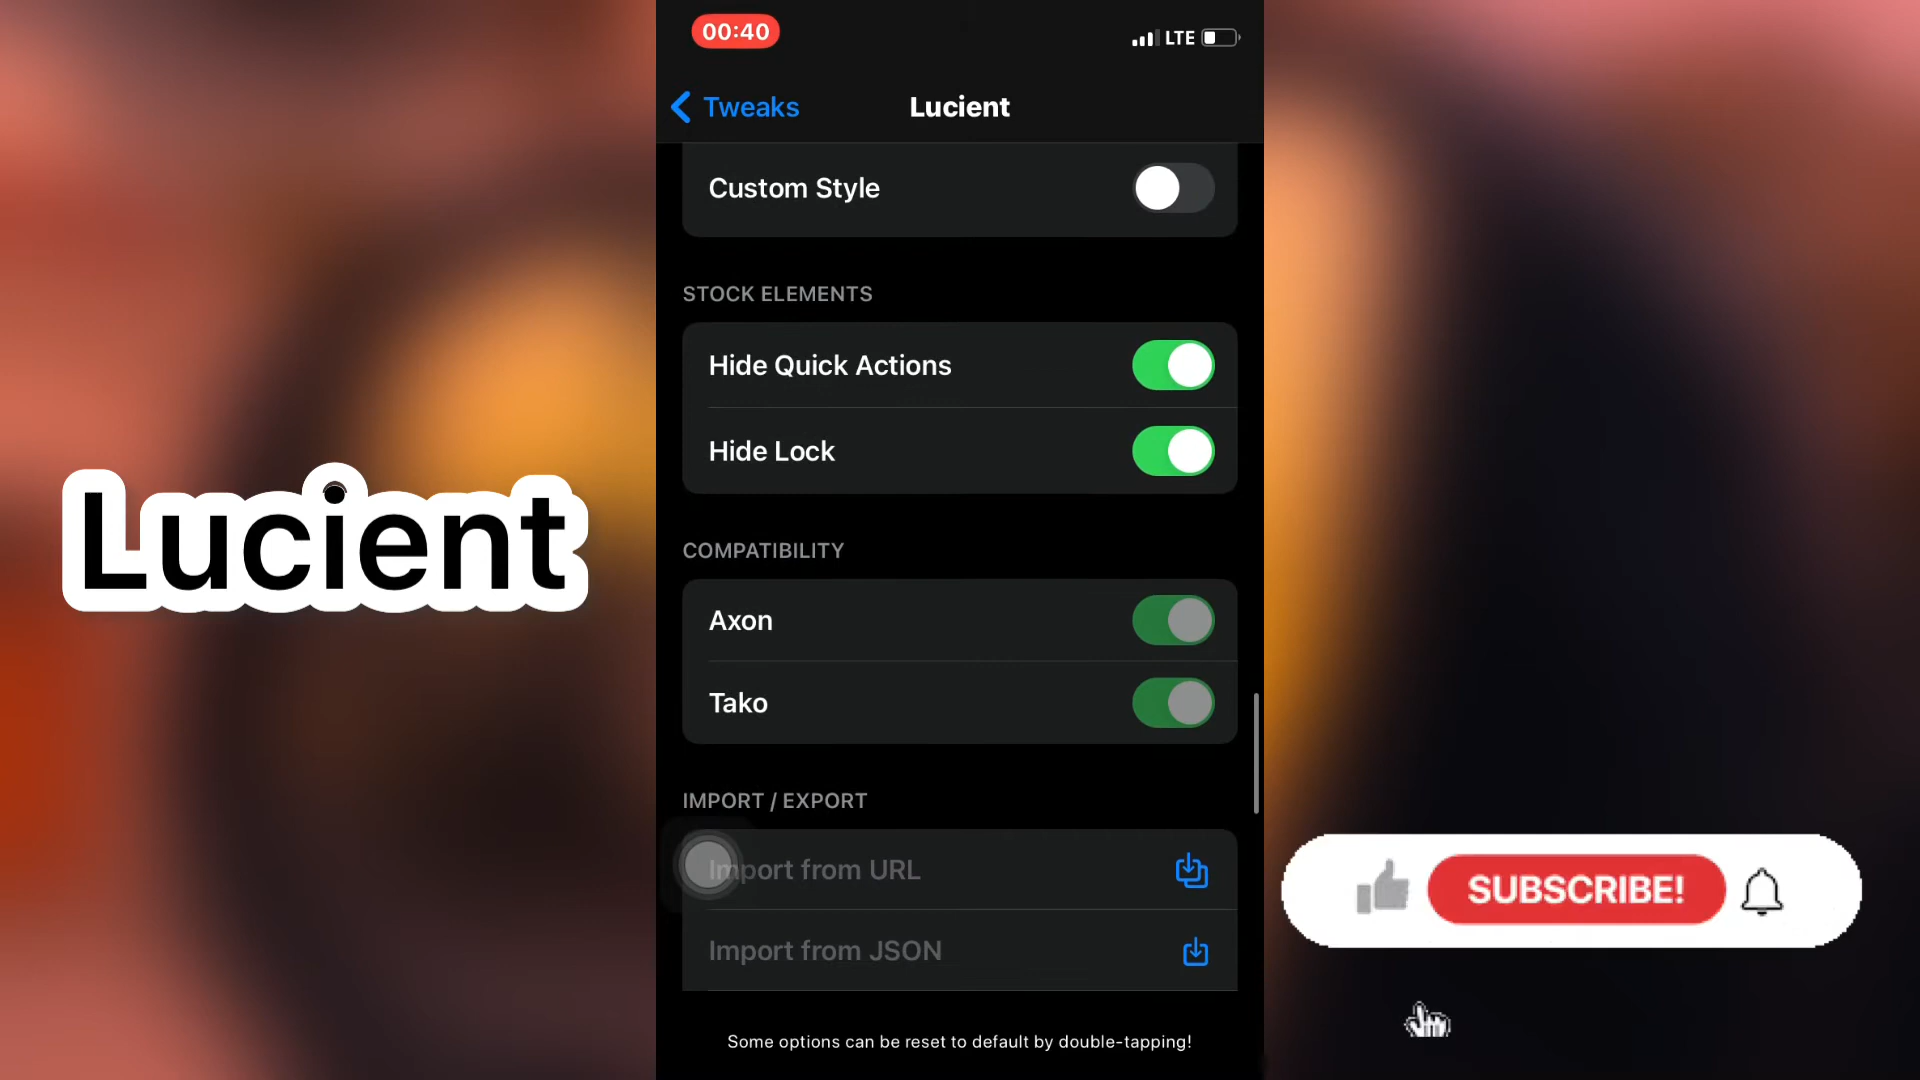 00:40
LTE
Tweaks
Lucient
Custom Style
STOCK ELEMENTS
Hide Quick Actions
Hide Lock
Lucient
COMPATIBILITY
Axon
Tako
IMPORT / EXPORT
Import from URL
SUBSCRIBE!
Import from JSON
Some options can be reset to default by double-tapping!